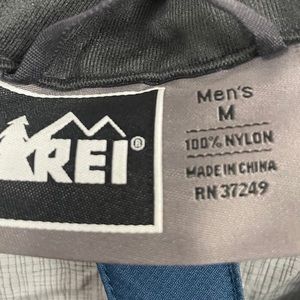 REI®
Men's
M
100% NYLON
MADE IN CHINA
RN 37249